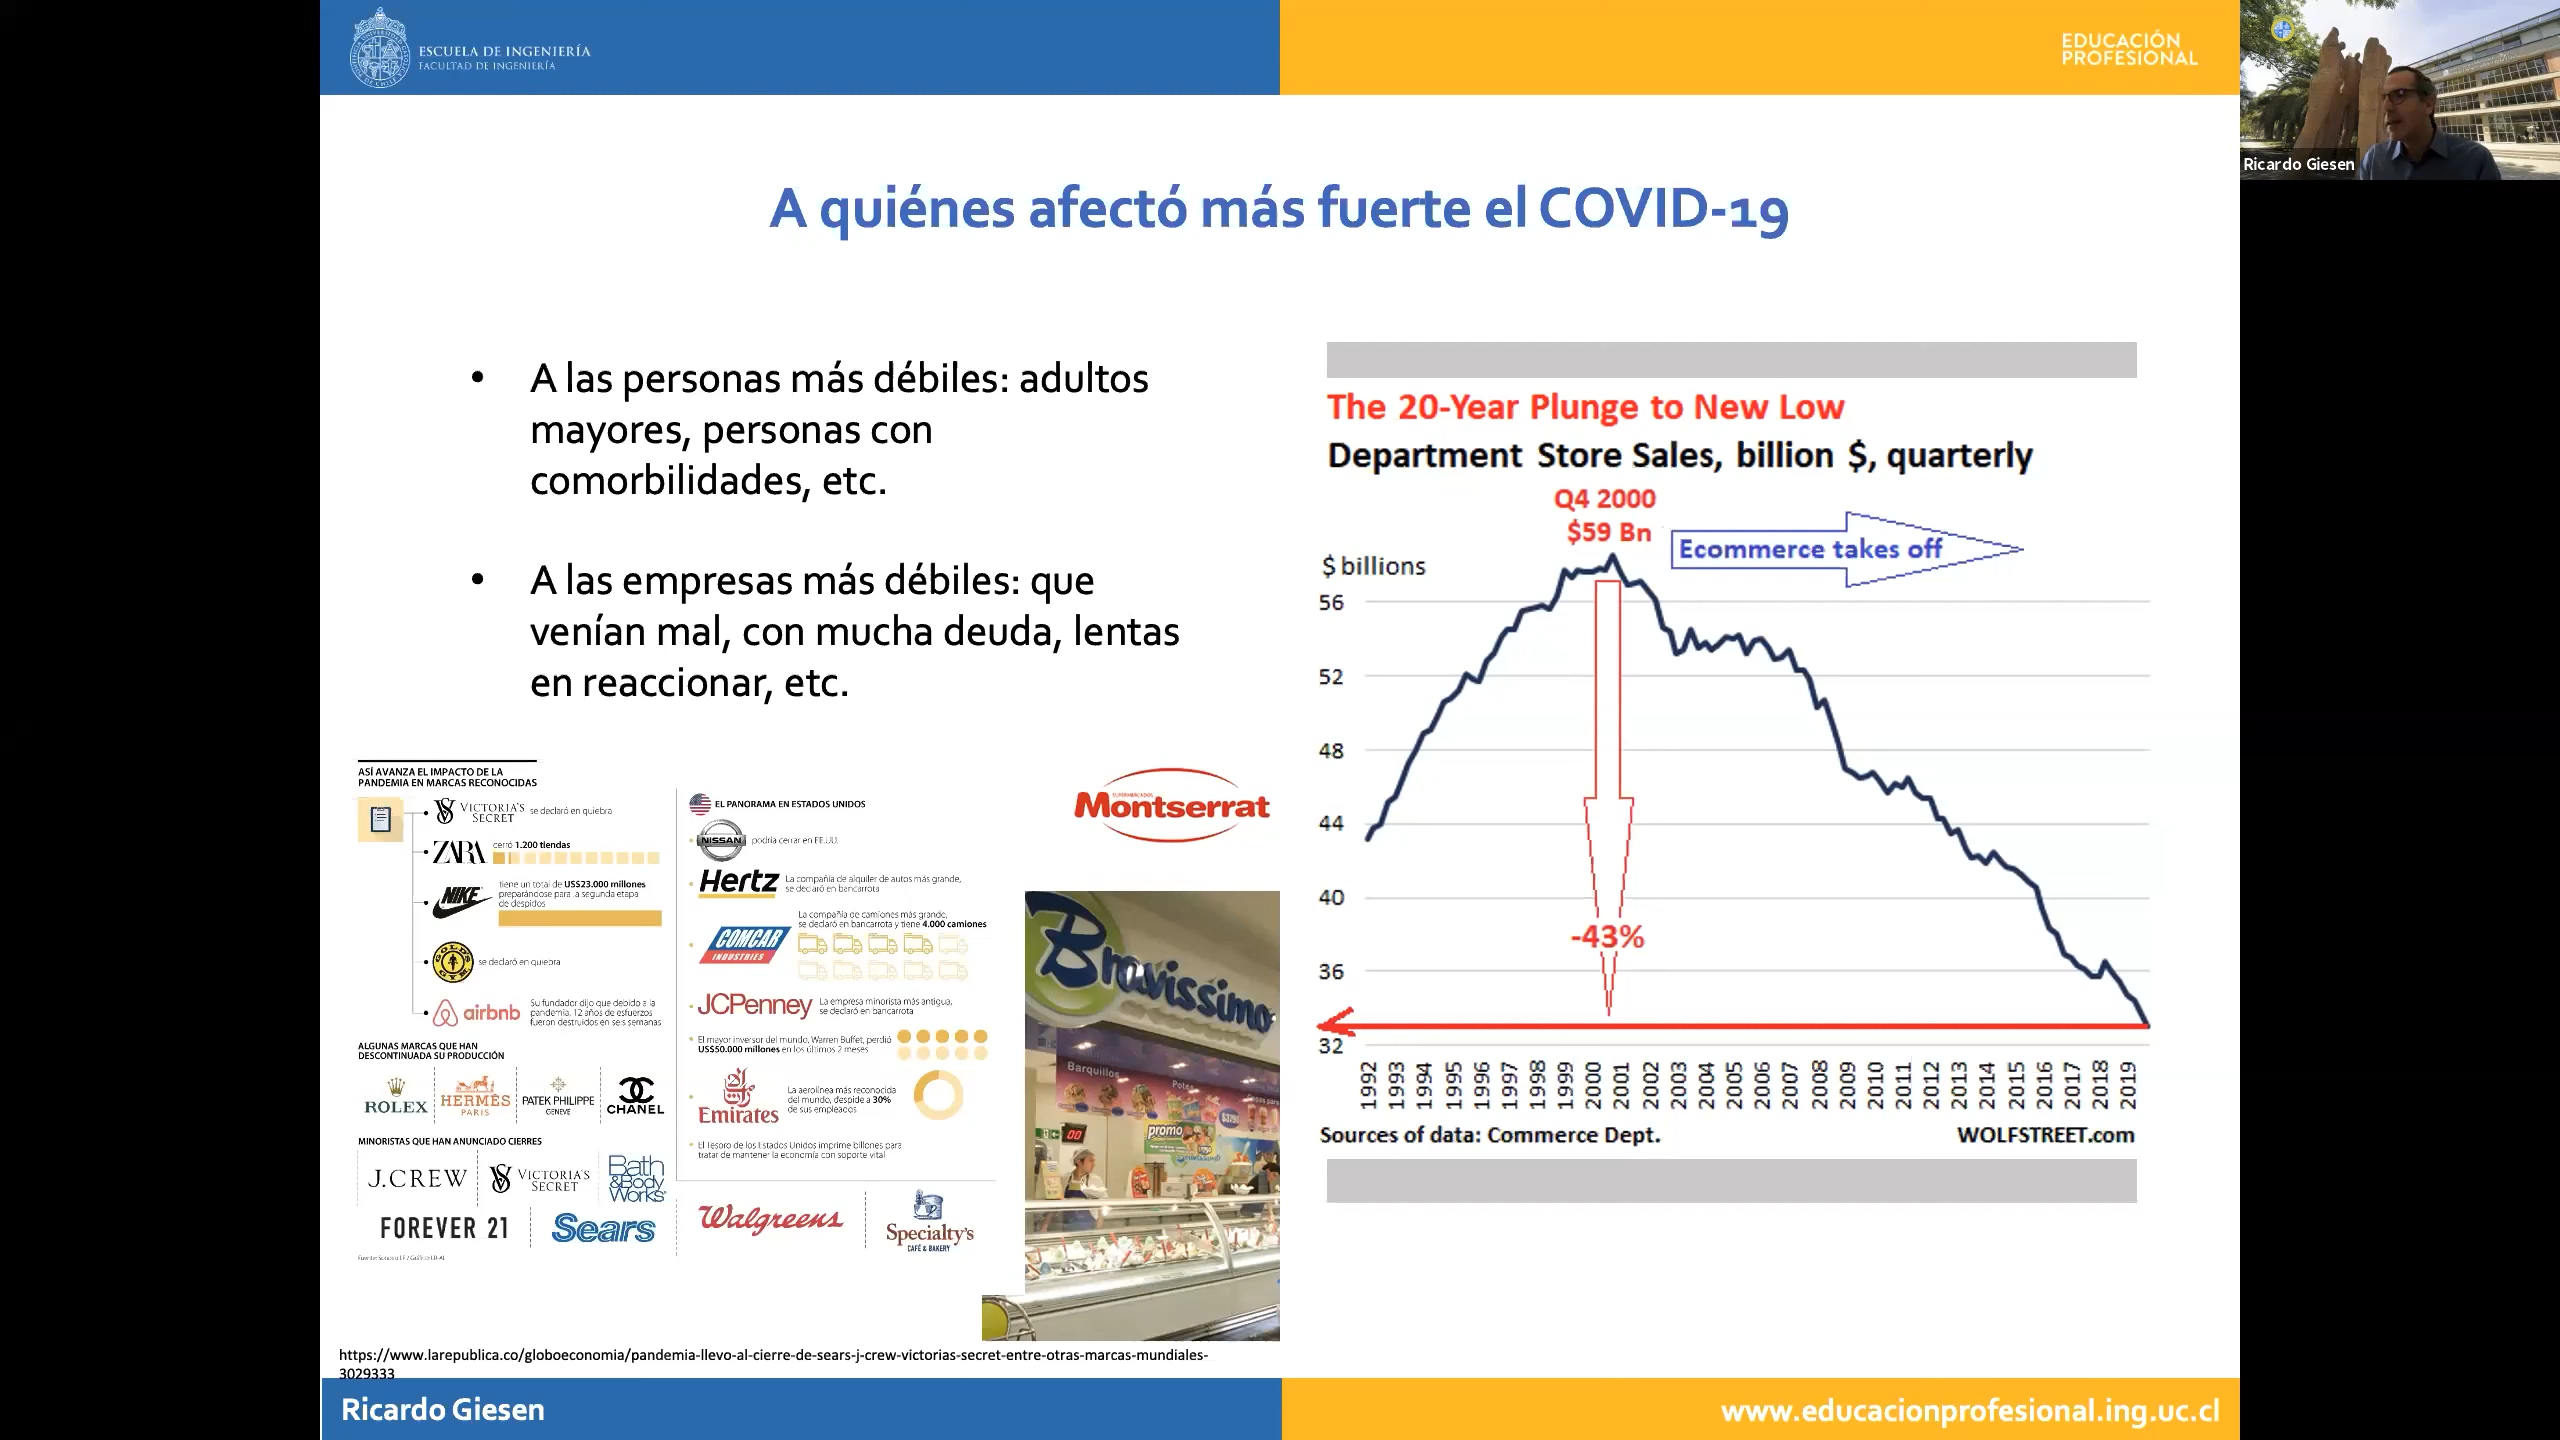 ESCUELA DE INGENIERÍA
FACULTAD DE INGENIERÍA
EDUCACIÓN
PROFESIONAL
Ricardo Giesen
A quiénes afectó más fuerte el COVID-19
• A las personas más débiles: adultos
mayores, personas con
comorbilidades, etc.
• A las empresas más débiles: que
venían mal, con mucha deuda, lentas
en reaccionar, etc.
ASÍ AVANZA EL IMPACTO DE LA
PANDEMIA EN MARCAS RECONOCIDAS
VICTORIA'S
SECRET
se declaró en quiebra
ZARA
cerró 1.200 tiendas
NIKE
tiene un total de US$23.000 millones
preparándose para la segunda etapa
de despidos
GOLD'S
GYM
se declaró en quiebra
airbnb
Su fundador dijo que debido a la
pandemia, 12 años de esfuerzos
fueron destruidos en seis semanas
ALGUNAS MARCAS QUE HAN
DESCONTINUADA SU PRODUCCIÓN
ROLEX
HERMÈS
PARIS
PATEK PHILIPPE
GENEVE
CHANEL
MINORISTAS QUE HAN ANUNCIADO CIERRES
J.CREW
VICTORIA'S
SECRET
Bath
&Body
Works
FOREVER 21
Sears
EL PANORAMA EN ESTADOS UNIDOS
NISSAN
podría cerrar en EE.UU.
Hertz
La compañía de alquiler de autos más grande,
se declaró en bancarrota
COMCAR
INDUSTRIES
La compañía de camiones más grande,
se declaró en bancarrota y tiene 4.000 camiones
JCPenney
La empresa minorista más antigua,
se declaró en bancarrota
El mayor inversor del mundo, Warren Buffet, perdió
US$50.000 millones en los últimos 2 meses
Emirates
La aerolínea más reconocida
del mundo, despide a 30%
de sus empleados
El Tesoro de los Estados Unidos imprime billones para
tratar de mantener la economía con soporte vital
Walgreens
Specialty's
CAFÉ & BAKERY
SUPERMERCADOS
Montserrat
Bravissimo
Barquillos
Potes
promo
The 20-Year Plunge to New Low
Department Store Sales, billion $, quarterly
Q4 2000
$59 Bn
Ecommerce takes off
$ billions
56
52
48
44
40
36
32
-43%
1992
1993
1994
1995
1996
1997
1998
1999
2000
2001
2002
2003
2004
2005
2006
2007
2008
2009
2010
2011
2012
2013
2014
2015
2016
2017
2018
2019
Sources of data: Commerce Dept.
WOLFSTREET.com
https://www.larepublica.co/globoeconomia/pandemia-llevo-al-cierre-de-sears-j-crew-victorias-secret-entre-otras-marcas-mundiales-
3029333
Ricardo Giesen
www.educacionprofesional.ing.uc.cl